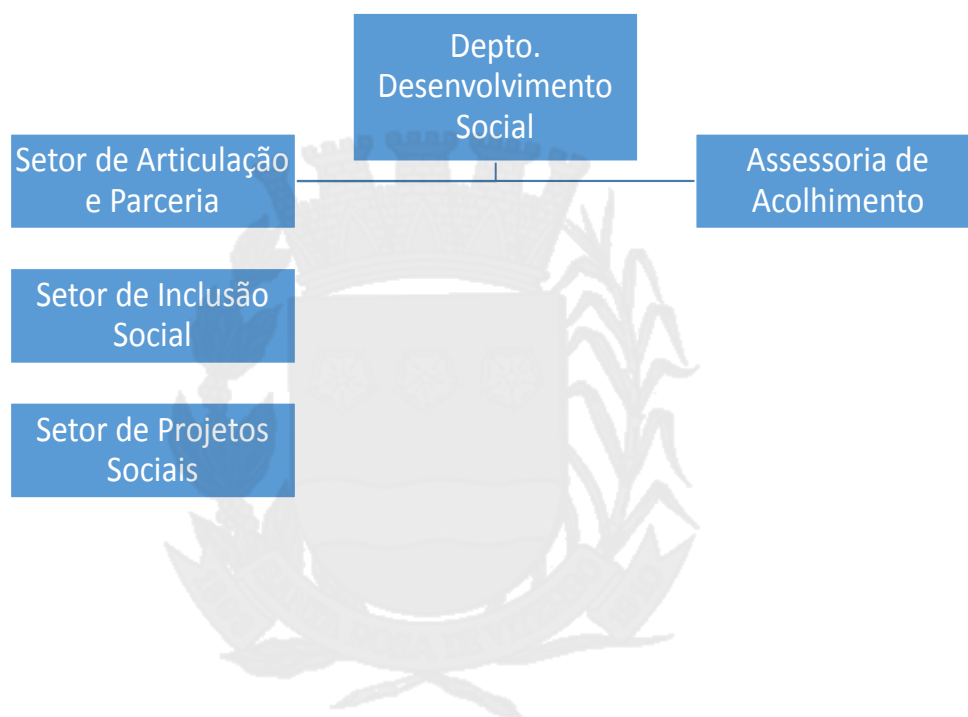 Depto.
Desenvolvimento
Social
Setor de Articulação
e Parceria
Assessoria de
Acolhimento
Setor de Inclusão
Social
Setor de Projetos
Sociais